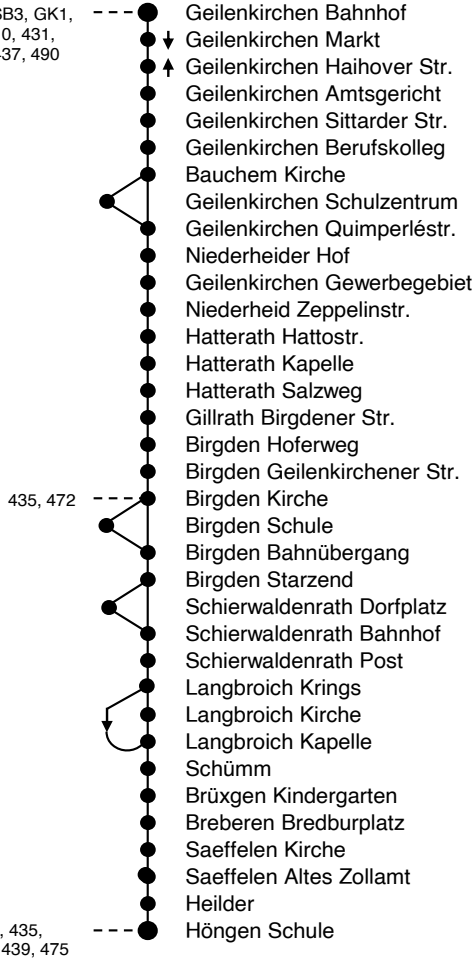 SB3, GK1,
0, 431,
437, 490
Geilenkirchen Bahnhof
Geilenkirchen Markt
Geilenkirchen Haihover Str.
Geilenkirchen Amtsgericht
Geilenkirchen Sittarder Str.
Geilenkirchen Berufskolleg
Bauchem Kirche
Geilenkirchen Schulzentrum
Geilenkirchen Quimperléstr.
Niederheider Hof
Geilenkirchen Gewerbegebiet
Niederheid Zeppelinstr.
Hatterath Hattostr.
Hatterath Kapelle
Hatterath Salzweg
Gillrath Birgdener Str.
Birgden Hoferweg
Birgden Geilenkirchener Str.
435, 472 Birgden Kirche
Birgden Schule
Birgden Bahnübergang
Birgden Starzend
Schierwaldenrath Dorfplatz
Schierwaldenrath Bahnhof
Schierwaldenrath Post
Langbroich Krings
Langbroich Kirche
Langbroich Kapelle
Schümm
Brüxgen Kindergarten
Breberen Bredburplatz
Saeffelen Kirche
Saeffelen Altes Zollamt
Heilder
, 435,
439, 475
Höngen Schule